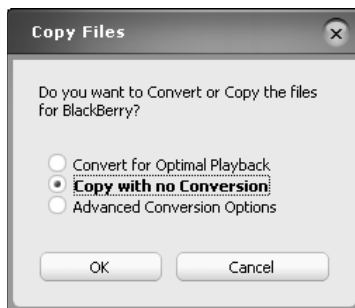 Copy Files
Do you want to Convert or Copy the files
for BlackBerry?
Convert for Optimal Playback
Copy with no Conversion
Advanced Conversion Options
OK
Cancel